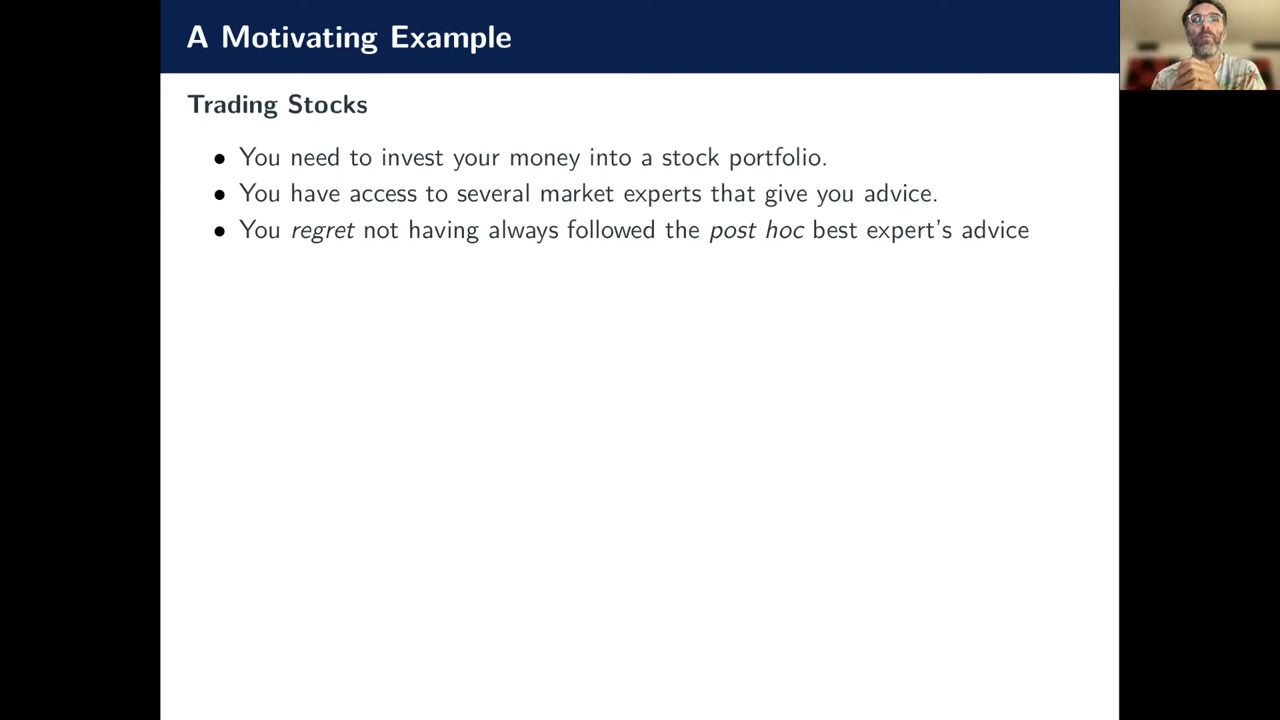 A Motivating Example
Trading Stocks
• You need to invest your money into a stock portfolio.
• You have access to several market experts that give you advice.
• You regret not having always followed the post hoc best expert's advice